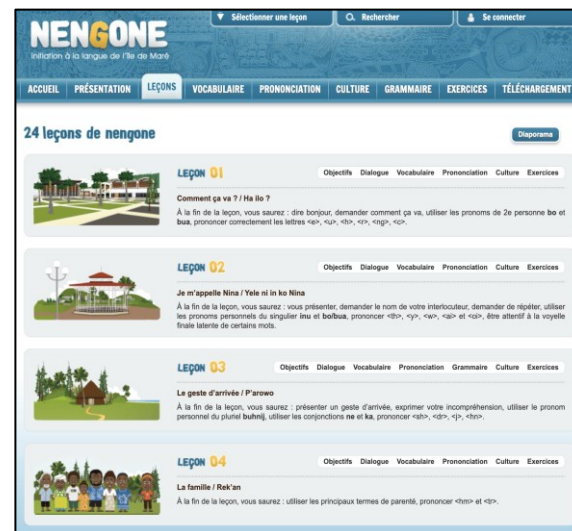 Sélectionner une leçon
Rechercher
Se connecter
NENGONE
Initiation à la langue de l'île de Maré
ACCUEIL PRÉSENTATION LEÇONS VOCABULAIRE PRONONCIATION CULTURE GRAMMAIRE EXERCICES TÉLÉCHARGEMENT
24 leçons de nengone
Diaporama
LEÇON 01
Objectifs Dialogue Vocabulaire Prononciation Culture Exercices
Comment ça va ? / Ha ilo ?
À la fin de la leçon, vous saurez : dire bonjour, demander comment ça va, utiliser les pronoms de 2e personne bo et
bua, prononcer correctement les lettres <e>, <u>, <h>, <r>, <ng>, <c>.
LEÇON 02
Objectifs Dialogue Vocabulaire Prononciation Culture Exercices
Je m'appelle Nina / Yele ni in ko Nina
À la fin de la leçon, vous saurez : vous présenter, demander le nom de votre interlocuteur, demander de répéter, utiliser
les pronoms personnels du singulier inu et bo/bua, prononcer <th>, <y>, <w>, <ai> et <oi>, être attentif à la voyelle
finale latente de certains mots.
LEÇON 03
Objectifs Dialogue Vocabulaire Prononciation Grammaire Culture Exercices
Le geste d'arrivée / P'arowo
À la fin de la leçon, vous saurez : présenter un geste d'arrivée, exprimer votre incompréhension, utiliser le pronom
personnel du pluriel buhnij, utiliser les conjonctions ne et ka, prononcer <sh>, <dr>, <j>, <hn>.
LEÇON 04
Objectifs Dialogue Vocabulaire Prononciation Culture Exercices
La famille / Rek'an
À la fin de la leçon, vous saurez : utiliser les principaux termes de parenté, prononcer <hm> et <tr>.